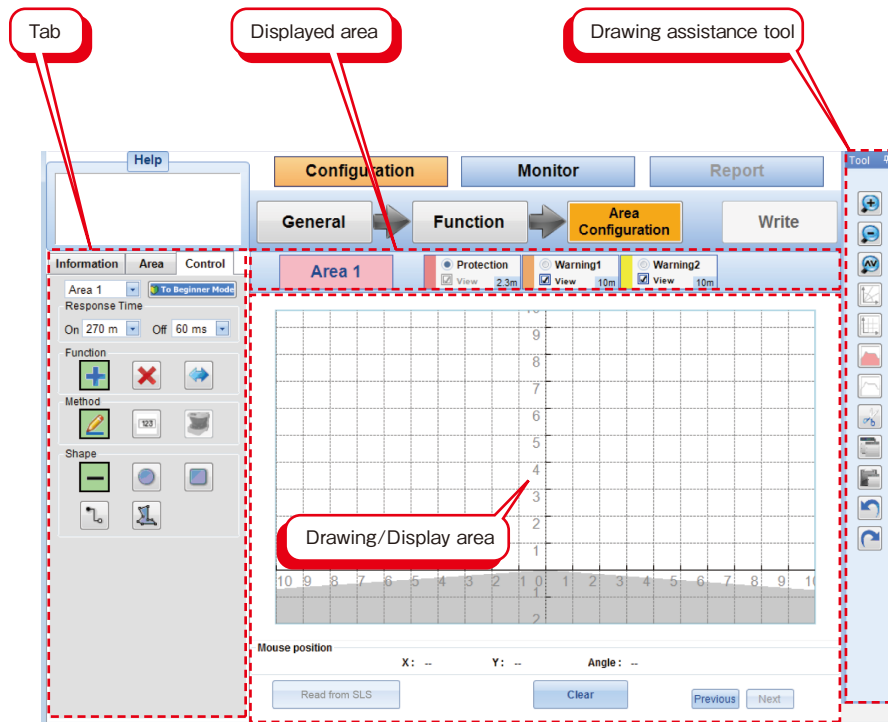 Tab
Displayed area
Drawing assistance tool
Help
Configuration
Monitor
Report
Tool
General
Function
Area
Configuration
Write
Information
Area
Control
Area 1
Protection
View
2.3m
Warning1
View
10m
Warning2
View
10m
Area 1
To Beginner Mode
Response Time
On 270 m
Off 60 ms
Function
Method
123
Shape
9
8
7
6
5
4
3
2
1
Drawing/Display area
10 9 8 7 6 5 4 3 2 1 0 1 2 3 4 5 6 7 8 9 10
1
2
Mouse position
X : -- Y : -- Angle : --
Read from SLS
Clear
Previous
Next